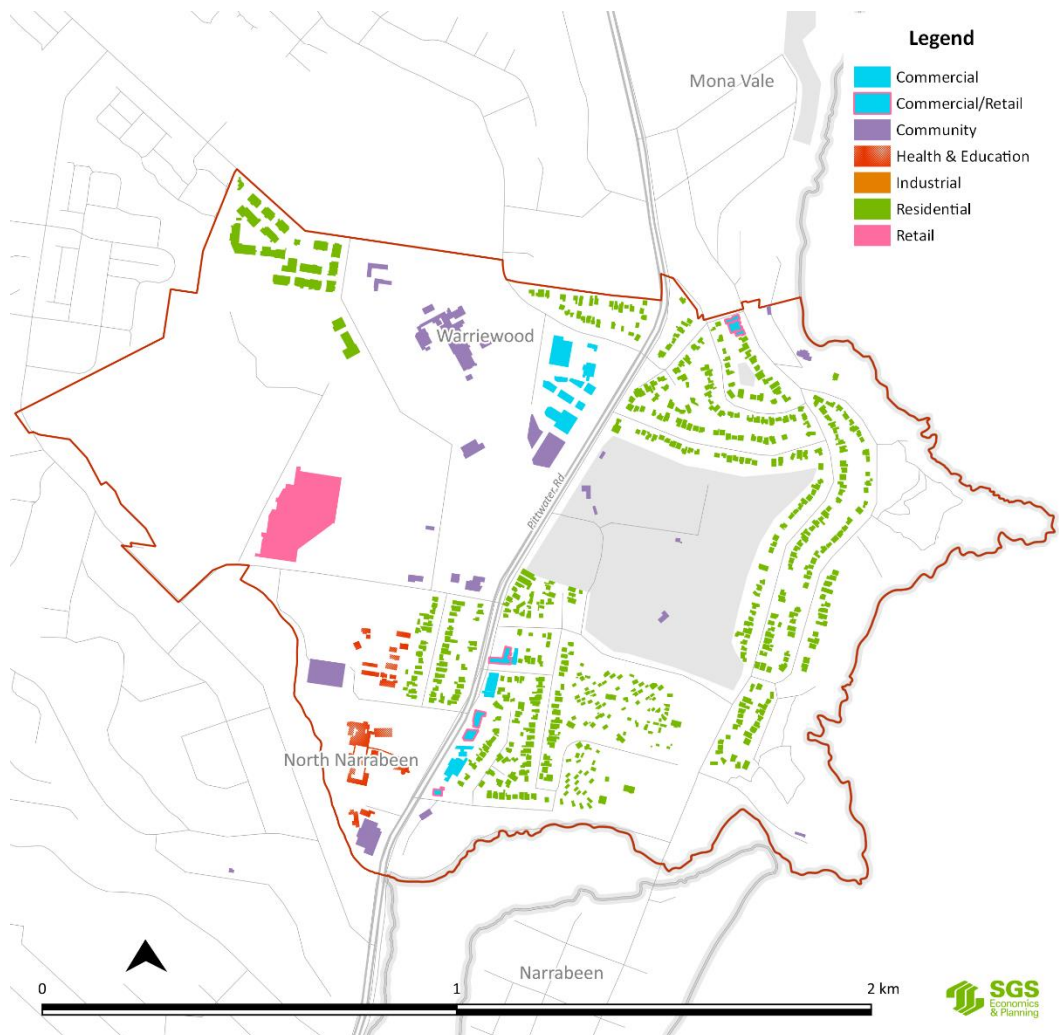 Legend
Commercial
Commercial/Retail
Community
Health & Education
Industrial
Residential
Retail
Mona Vale
Warriewood
Pittwater Rd
North Narrabeen
Narrabeen
0
1
2 km
SGS
Economics
& Planning